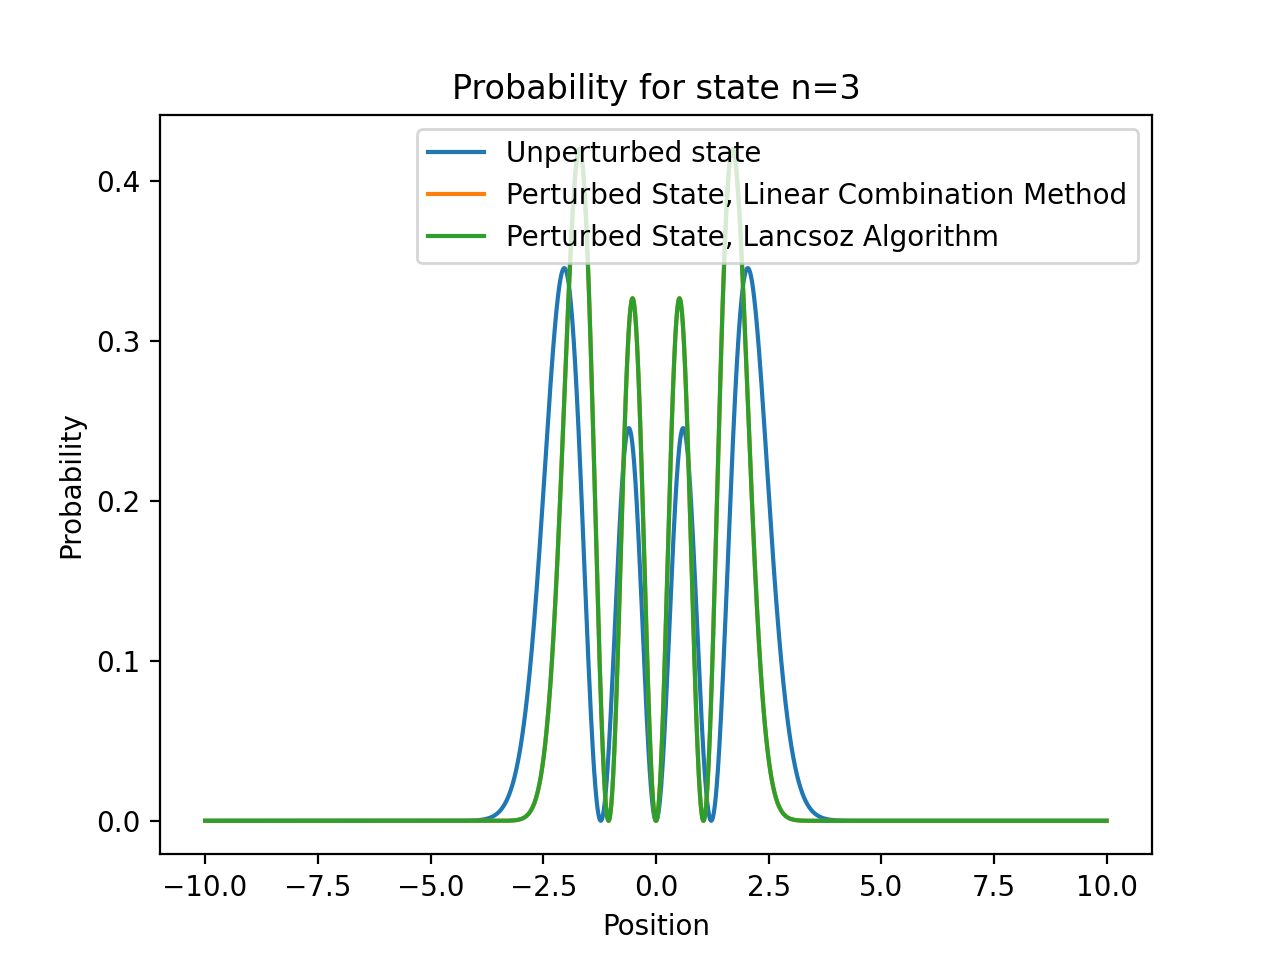 Probability for state n=3
Unperturbed state
Perturbed State, Linear Combination Method
Perturbed State, Lancsoz Algorithm
0.4
0.3
0.2
0.1
0.0
Probability
−10.0 −7.5 −5.0 −2.5 0.0 2.5 5.0 7.5 10.0
Position